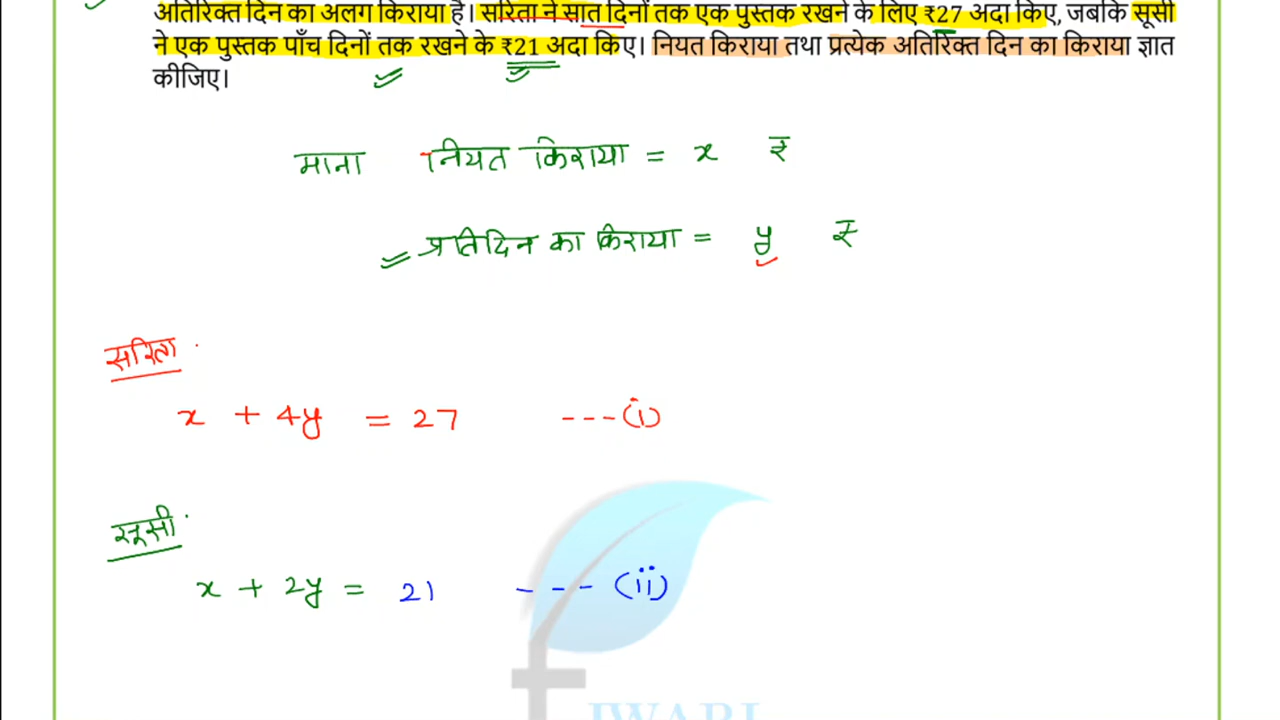 अतिरिक्त दिन का अलग किराया है। सरिता ने सात दिनों तक एक पुस्तक रखने के लिए ₹27 अदा किए, जबकि सूसी
ने एक पुस्तक पाँच दिनों तक रखने के ₹21 अदा किए। नियत किराया तथा प्रत्येक अतिरिक्त दिन का किराया ज्ञात
कीजिए।
माना नियत किराया = x ₹
प्रतिदिन का किराया = y ₹
सरिता
x + 4y = 27 ---(i)
सूसी
x + 2y = 21 ---(ii)
IWARI